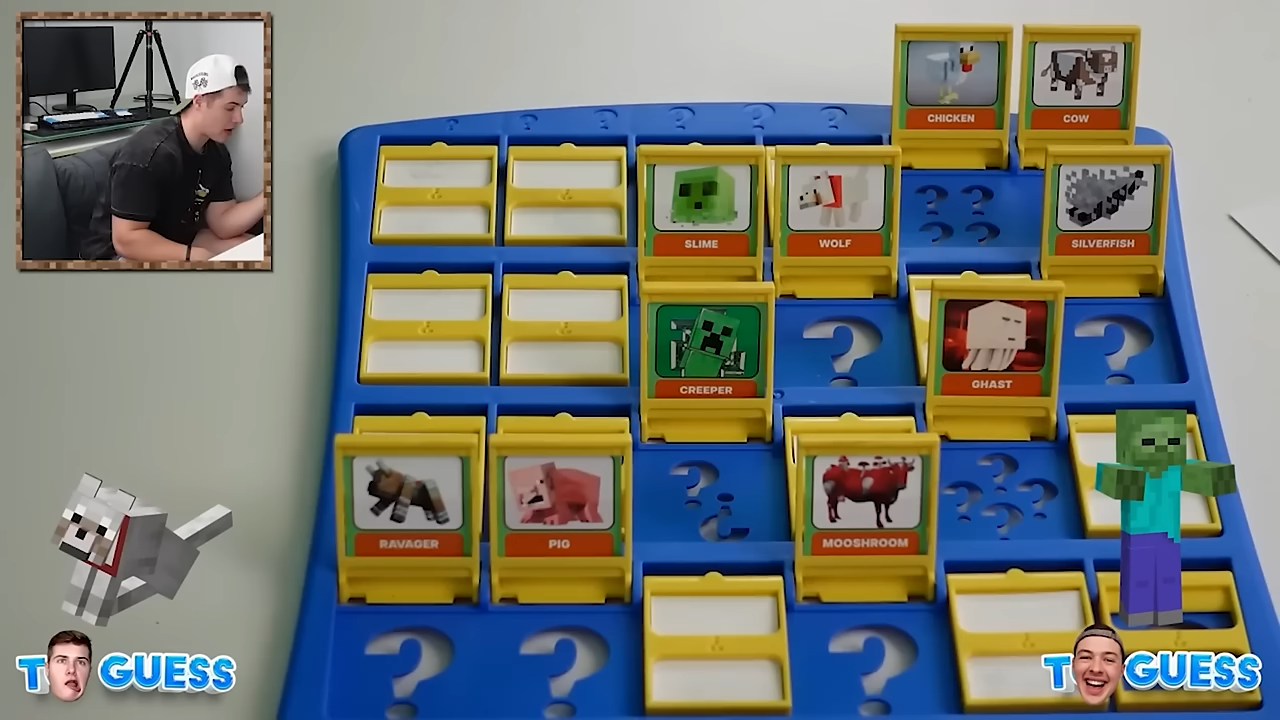 CHICKEN
COW
SLIME
WOLF
SILVERFISH
CREEPER
GHAST
RAVAGER
PIG
MOOSHROOM
T GUESS
T GUESS